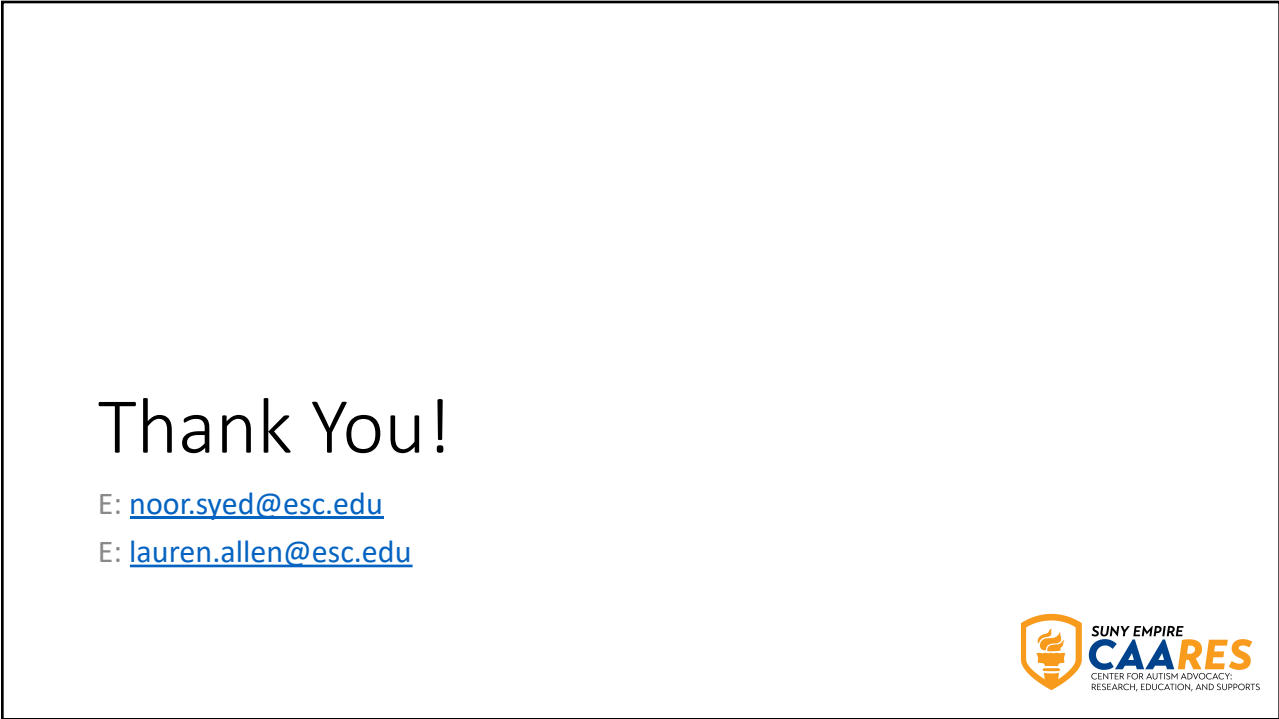 Thank You!
E: noor.syed@esc.edu
E: lauren.allen@esc.edu
SUNY EMPIRE
CAARES
CENTER FOR AUTISM ADVOCACY:
RESEARCH, EDUCATION, AND SUPPORTS